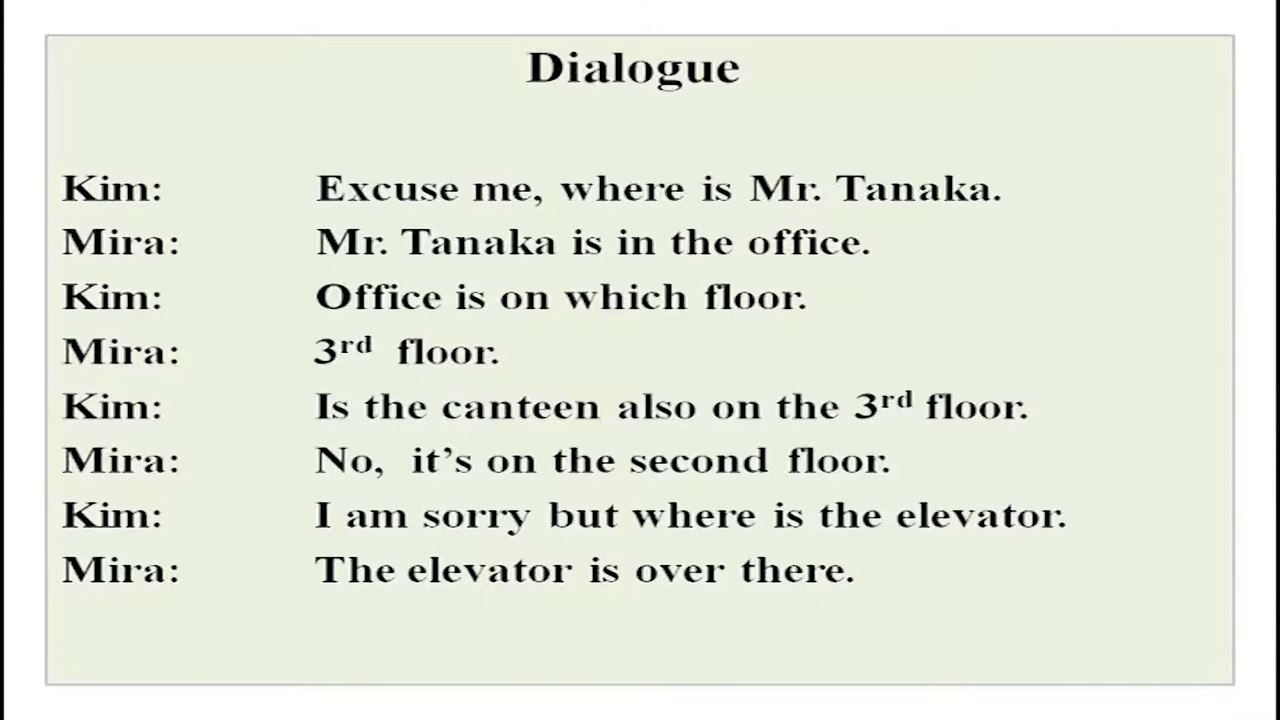 Dialogue
Kim: Excuse me, where is Mr. Tanaka.
Mira: Mr. Tanaka is in the office.
Kim: Office is on which floor.
Mira: 3rd floor.
Kim: Is the canteen also on the 3rd floor.
Mira: No, it’s on the second floor.
Kim: I am sorry but where is the elevator.
Mira: The elevator is over there.